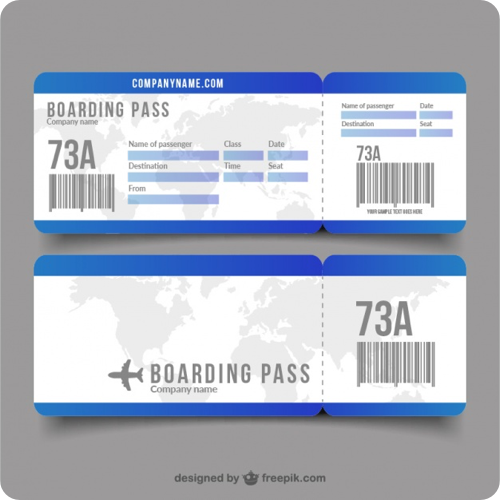 COMPANYNAME.COM
BOARDING PASS
Company name
73A
Name of passenger Class Date
Destination Time Seat
From
Name of passenger Date
Destination Seat
73A
YOUR SAMPLE TEXT GOES HERE
73A
BOARDING PASS
Company name
designed by freepik.com